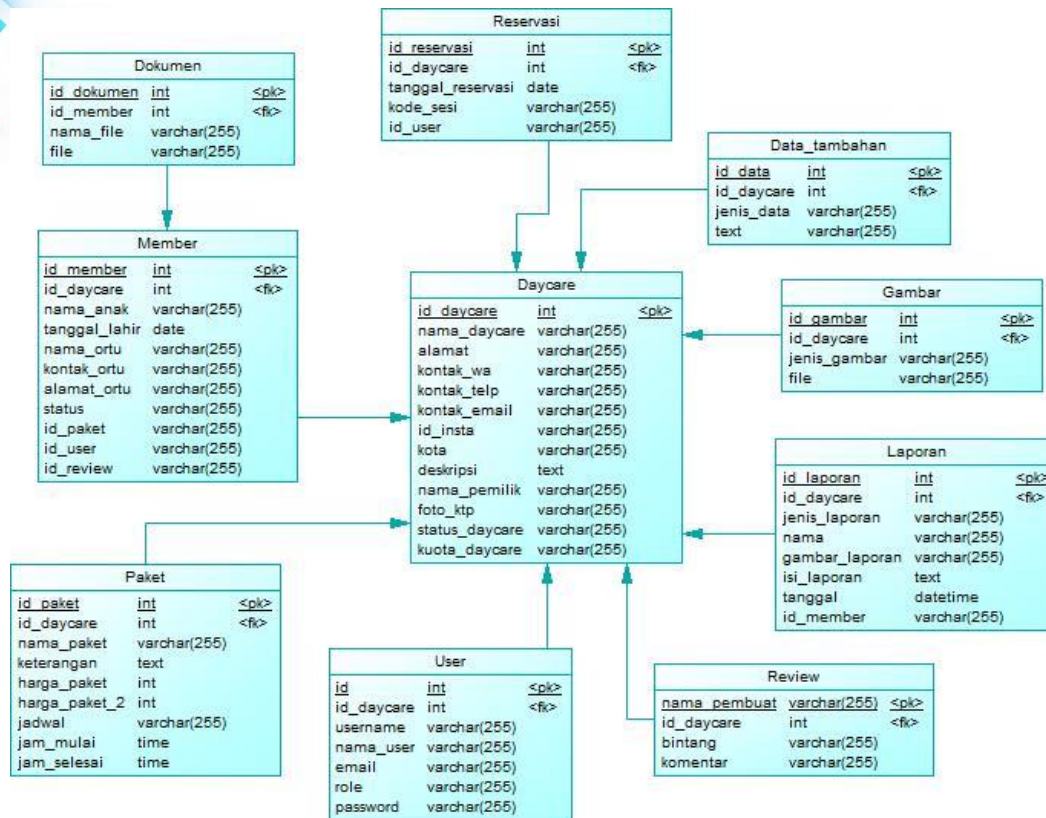 Reservasi
id_reservasi int <pk>
id_daycare int <fk>
tanggal_reservasi date
kode_sesi varchar(255)
id_user varchar(255)
Dokumen
id_dokumen int <pk>
id_member int <fk>
nama_file varchar(255)
file varchar(255)
Data_tambahan
id_data int <pk>
id_daycare int <fk>
jenis_data varchar(255)
text varchar(255)
Member
id_member int <pk>
id_daycare int <fk>
nama_anak varchar(255)
tanggal_lahir date
nama_ortu varchar(255)
kontak_ortu varchar(255)
alamat_ortu varchar(255)
status varchar(255)
id_paket varchar(255)
id_user varchar(255)
id_review varchar(255)
Daycare
id_daycare int <pk>
nama_daycare varchar(255)
alamat varchar(255)
kontak_wa varchar(255)
kontak_telp varchar(255)
kontak_email varchar(255)
id_insta varchar(255)
kota varchar(255)
deskripsi text
nama_pemilik varchar(255)
foto_ktp varchar(255)
status_daycare varchar(255)
kuota_daycare varchar(255)
Gambar
id_gambar int <pk>
id_daycare int <fk>
jenis_gambar varchar(255)
file varchar(255)
Laporan
id_laporan int <pk>
id_daycare int <fk>
jenis_laporan varchar(255)
nama varchar(255)
gambar_laporan varchar(255)
isi_laporan text
tanggal datetime
id_member varchar(255)
Paket
id_paket int <pk>
id_daycare int <fk>
nama_paket varchar(255)
keterangan text
harga_paket int
harga_paket_2 int
jadwal varchar(255)
jam_mulai time
jam_selesai time
User
id int <pk>
id_daycare int <fk>
username varchar(255)
nama_user varchar(255)
email varchar(255)
role varchar(255)
password varchar(255)
Review
nama_pembuat varchar(255) <pk>
id_daycare int <fk>
bintang varchar(255)
komentar varchar(255)